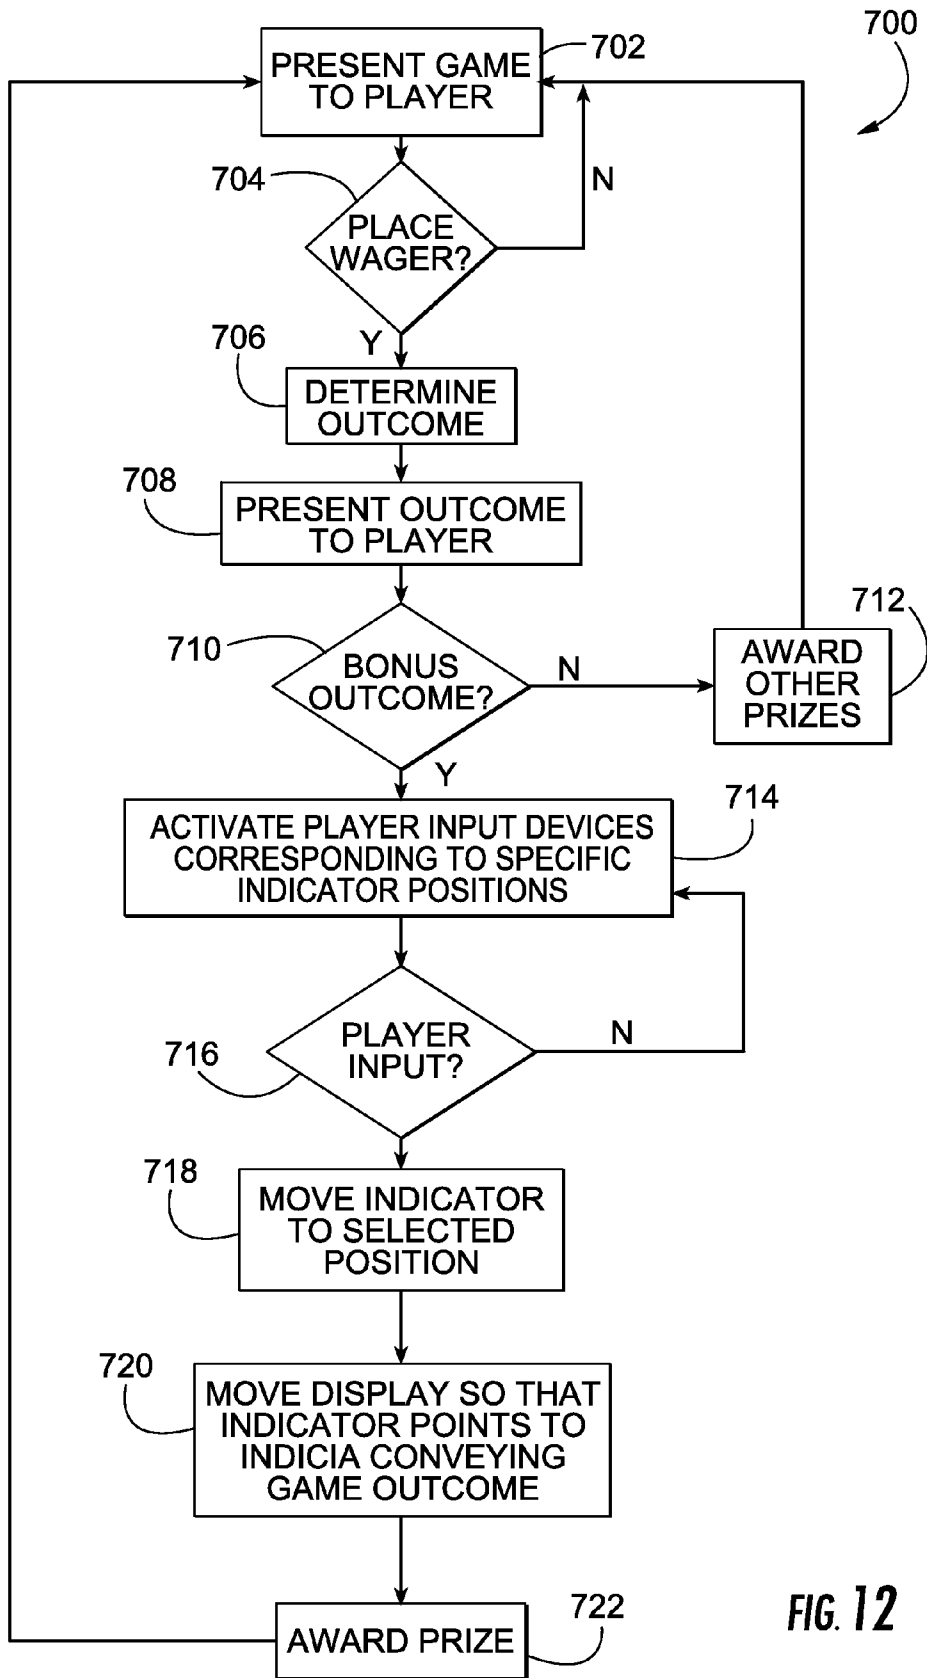 700
702
PRESENT GAME
TO PLAYER
704
N
PLACE
WAGER?
Y
706
DETERMINE
OUTCOME
708
PRESENT OUTCOME
TO PLAYER
710
BONUS
OUTCOME?
N
712
AWARD
OTHER
PRIZES
Y
714
ACTIVATE PLAYER INPUT DEVICES
CORRESPONDING TO SPECIFIC
INDICATOR POSITIONS
716
PLAYER
INPUT?
N
718
MOVE INDICATOR
TO SELECTED
POSITION
720
MOVE DISPLAY SO THAT
INDICATOR POINTS TO
INDICIA CONVEYING
GAME OUTCOME
722
AWARD PRIZE
FIG. 12